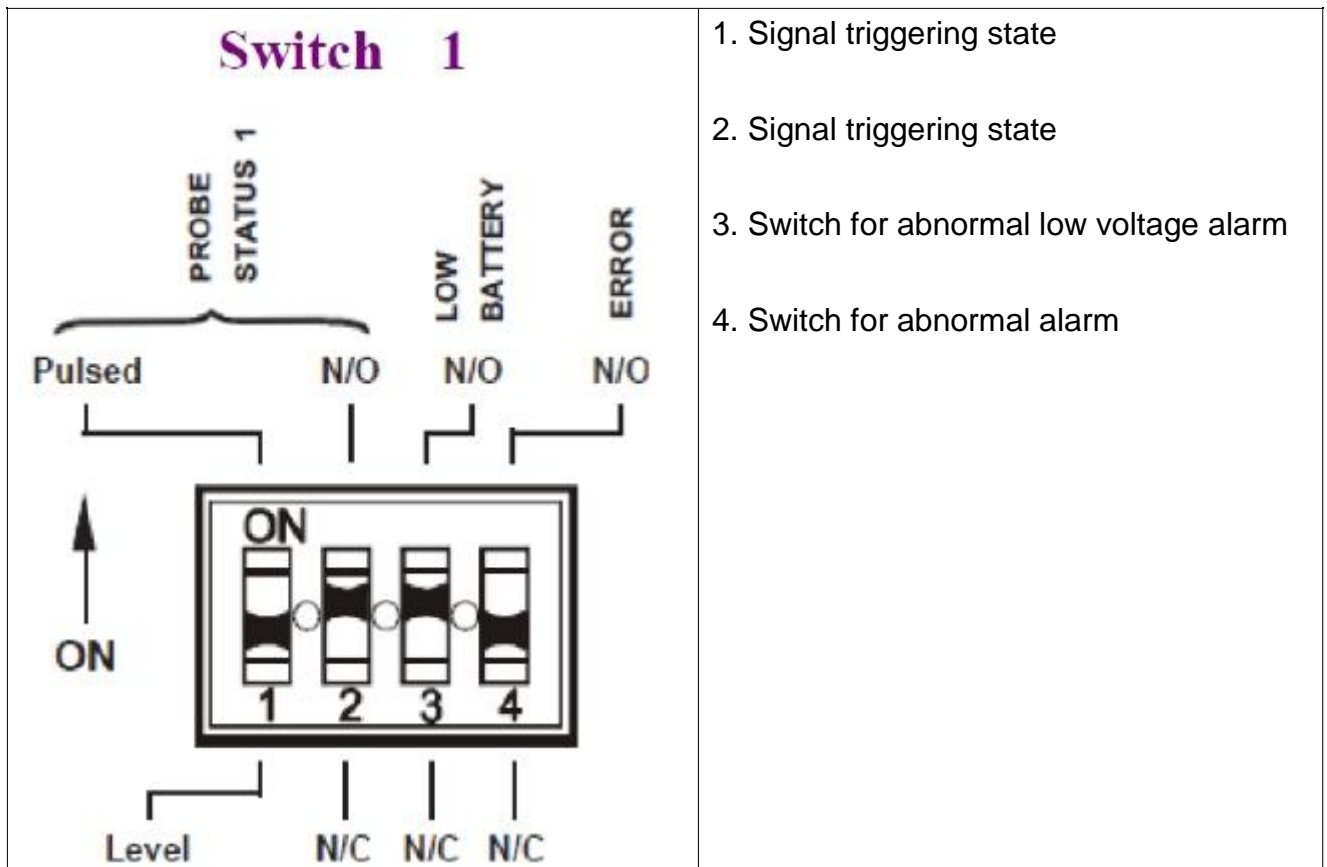 Switch 1
PROBE
STATUS 1
LOW
BATTERY
ERROR
Pulsed
N/O
N/O
N/O
ON
ON
1 2 3 4
Level
N/C N/C N/C
1. Signal triggering state
2. Signal triggering state
3. Switch for abnormal low voltage alarm
4. Switch for abnormal alarm